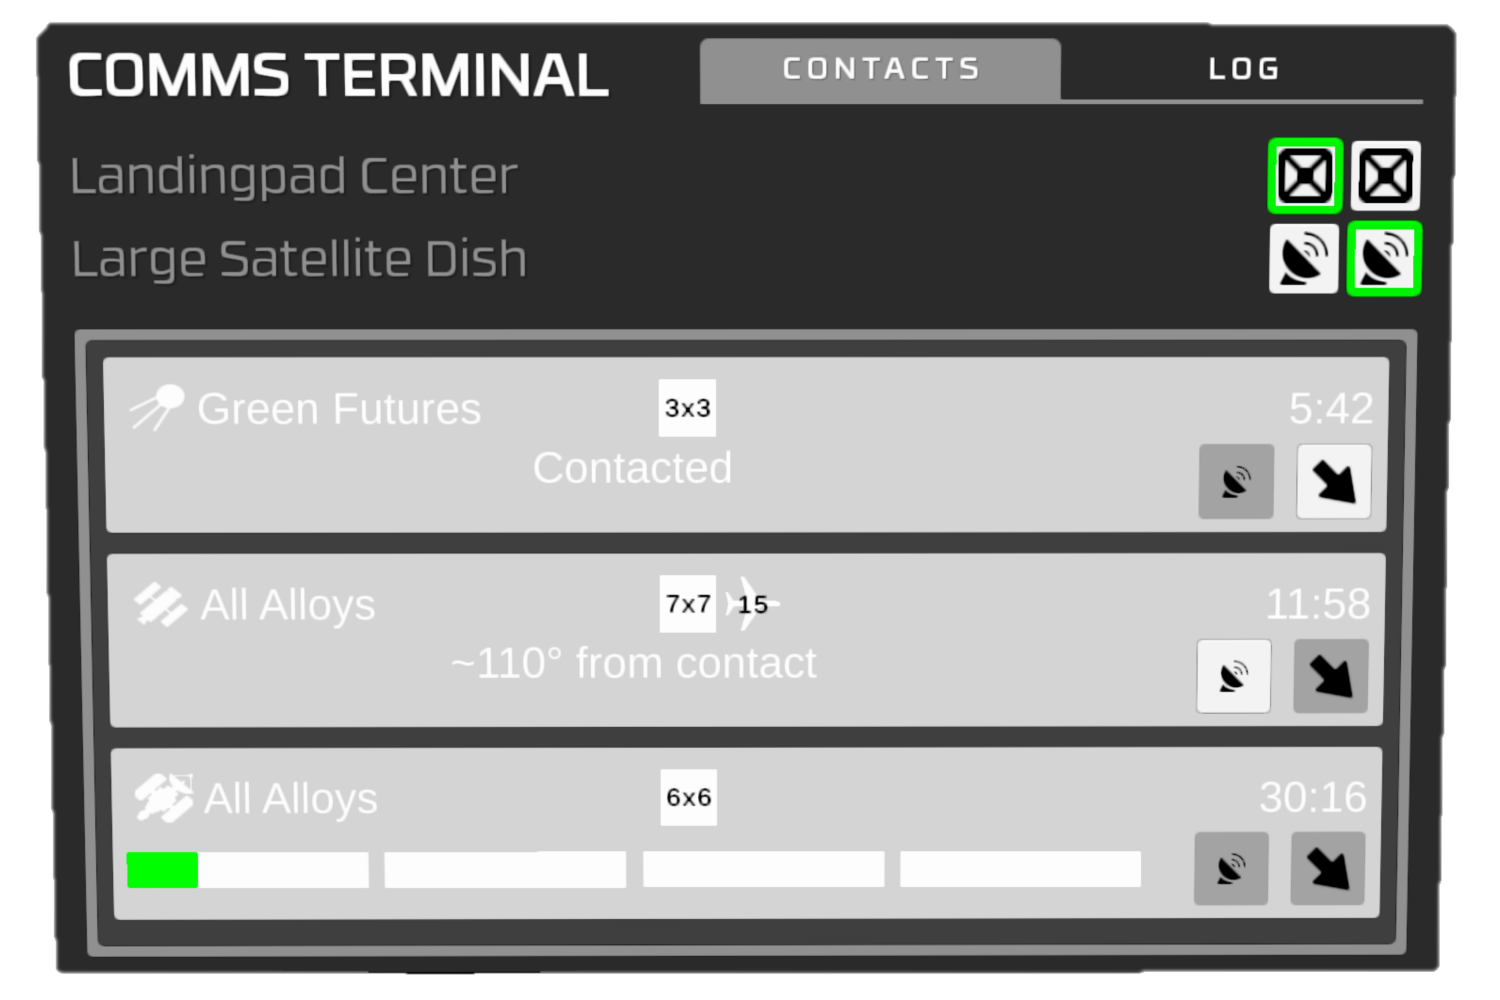 COMMS TERMINAL
CONTACTS
LOG
Landingpad Center
Large Satellite Dish
Green Futures 3x3 5:42
Contacted
All Alloys 7x7 15 11:58
~110° from contact
All Alloys 6x6 30:16